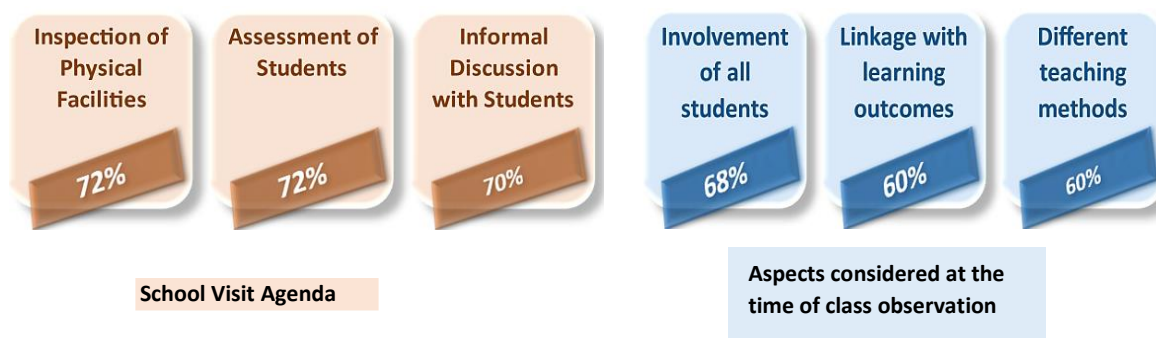 Inspection of
Physical
Facilities
72%
Assessment of
Students
72%
Informal
Discussion
with Students
70%
School Visit Agenda
Involvement
of all
students
68%
Linkage with
learning
outcomes
60%
Different
teaching
methods
60%
Aspects considered at the
time of class observation